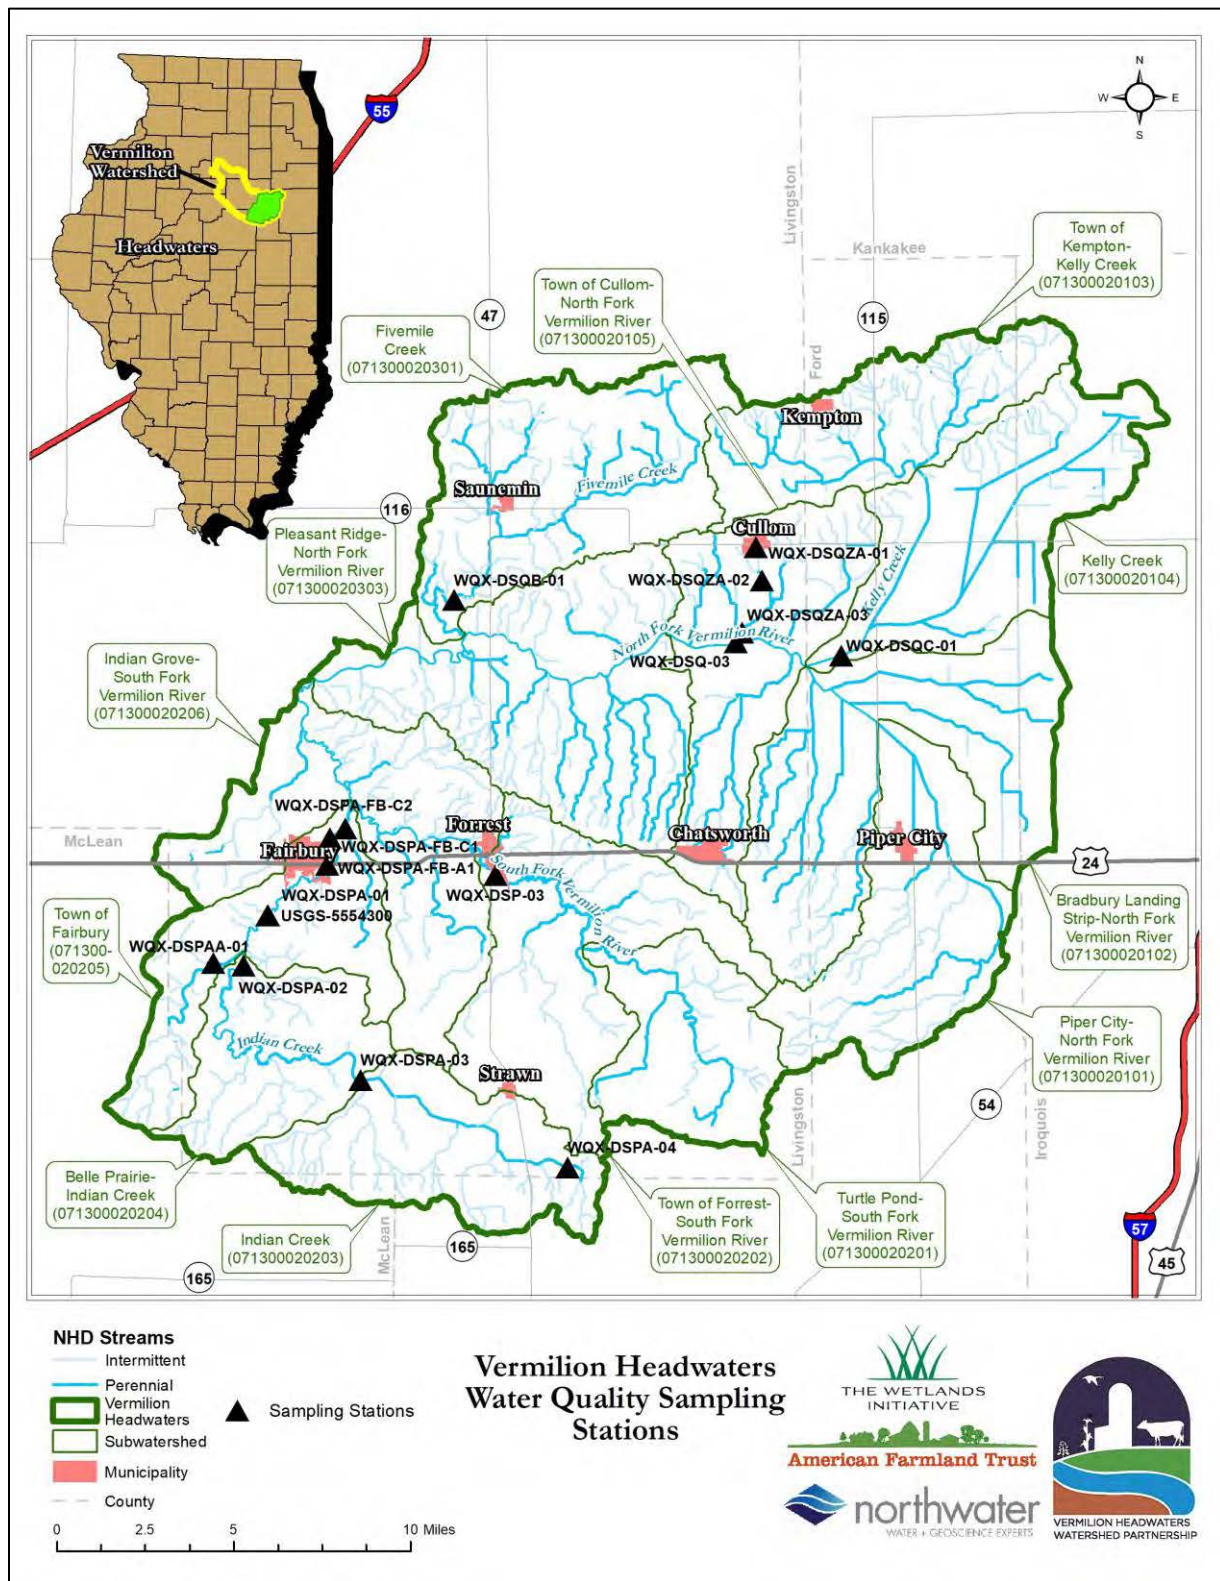 N
W
E
S
55
Vermilion
Watershed
Headwaters
Livingston
Kankakee
Town of
Kempton-
Kelly Creek
(071300020103)
Town of Cullom-
North Fork
Vermilion River
(071300020105)
47
115
Fivemile
Creek
(071300020301)
Ford
Kempton
Fivemile Creek
Saunemin
116
Pleasant Ridge-
North Fork
Vermilion River
(071300020303)
Cullom
WQX-DSQZA-01
WQX-DSQB-01
WQX-DSQZA-02
Kelly Creek
Kelly Creek
(071300020104)
WQX-DSQZA-03
North Fork Vermilion River
WQX-DSQC-01
WQX-DSQ-03
Indian Grove-
South Fork
Vermilion River
(071300020206)
WQX-DSPA-FB-C2
McLean
Forrest
Chatsworth
Piper City
WQX-DSPA-FB-C1
Fairbury
WQX-DSPA-FB-A1
24
South Fork Vermilion River
WQX-DSPA-01
WQX-DSP-03
USGS-5554300
Town of
Fairbury
(071300-
020205)
Bradbury Landing
Strip-North Fork
Vermilion River
(071300020102)
WQX-DSPAA-01
WQX-DSPA-02
Piper City-
North Fork
Vermilion River
(071300020101)
Indian Creek
WQX-DSPA-03
Strawn
54
Livingston
Iroquois
WQX-DSPA-04
Belle Prairie-
Indian Creek
(071300020204)
Indian Creek
(071300020203)
McLean
165
165
Town of Forrest-
South Fork
Vermilion River
(071300020202)
Turtle Pond-
South Fork
Vermilion River
(071300020201)
57
45
NHD Streams
Intermittent
Perennial
Vermilion
Headwaters
Subwatershed
Municipality
County
Sampling Stations
0 2.5 5 10 Miles
Vermilion Headwaters
Water Quality Sampling
Stations
THE WETLANDS
INITIATIVE
American Farmland Trust
northwater
WATER + GEOSCIENCE EXPERTS
VERMILION HEADWATERS
WATERSHED PARTNERSHIP